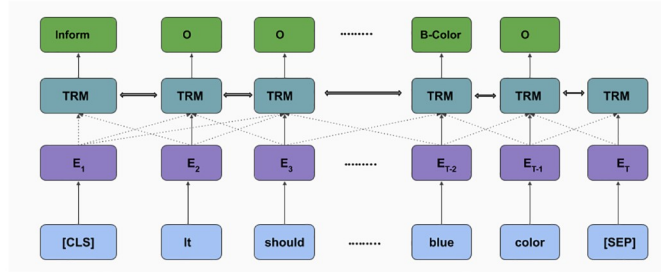 Inform O O ......... B-Color O
TRM TRM TRM TRM TRM TRM
E1 E2 E3 ......... ET-2 ET-1 ET
[CLS] It should ......... blue color [SEP]